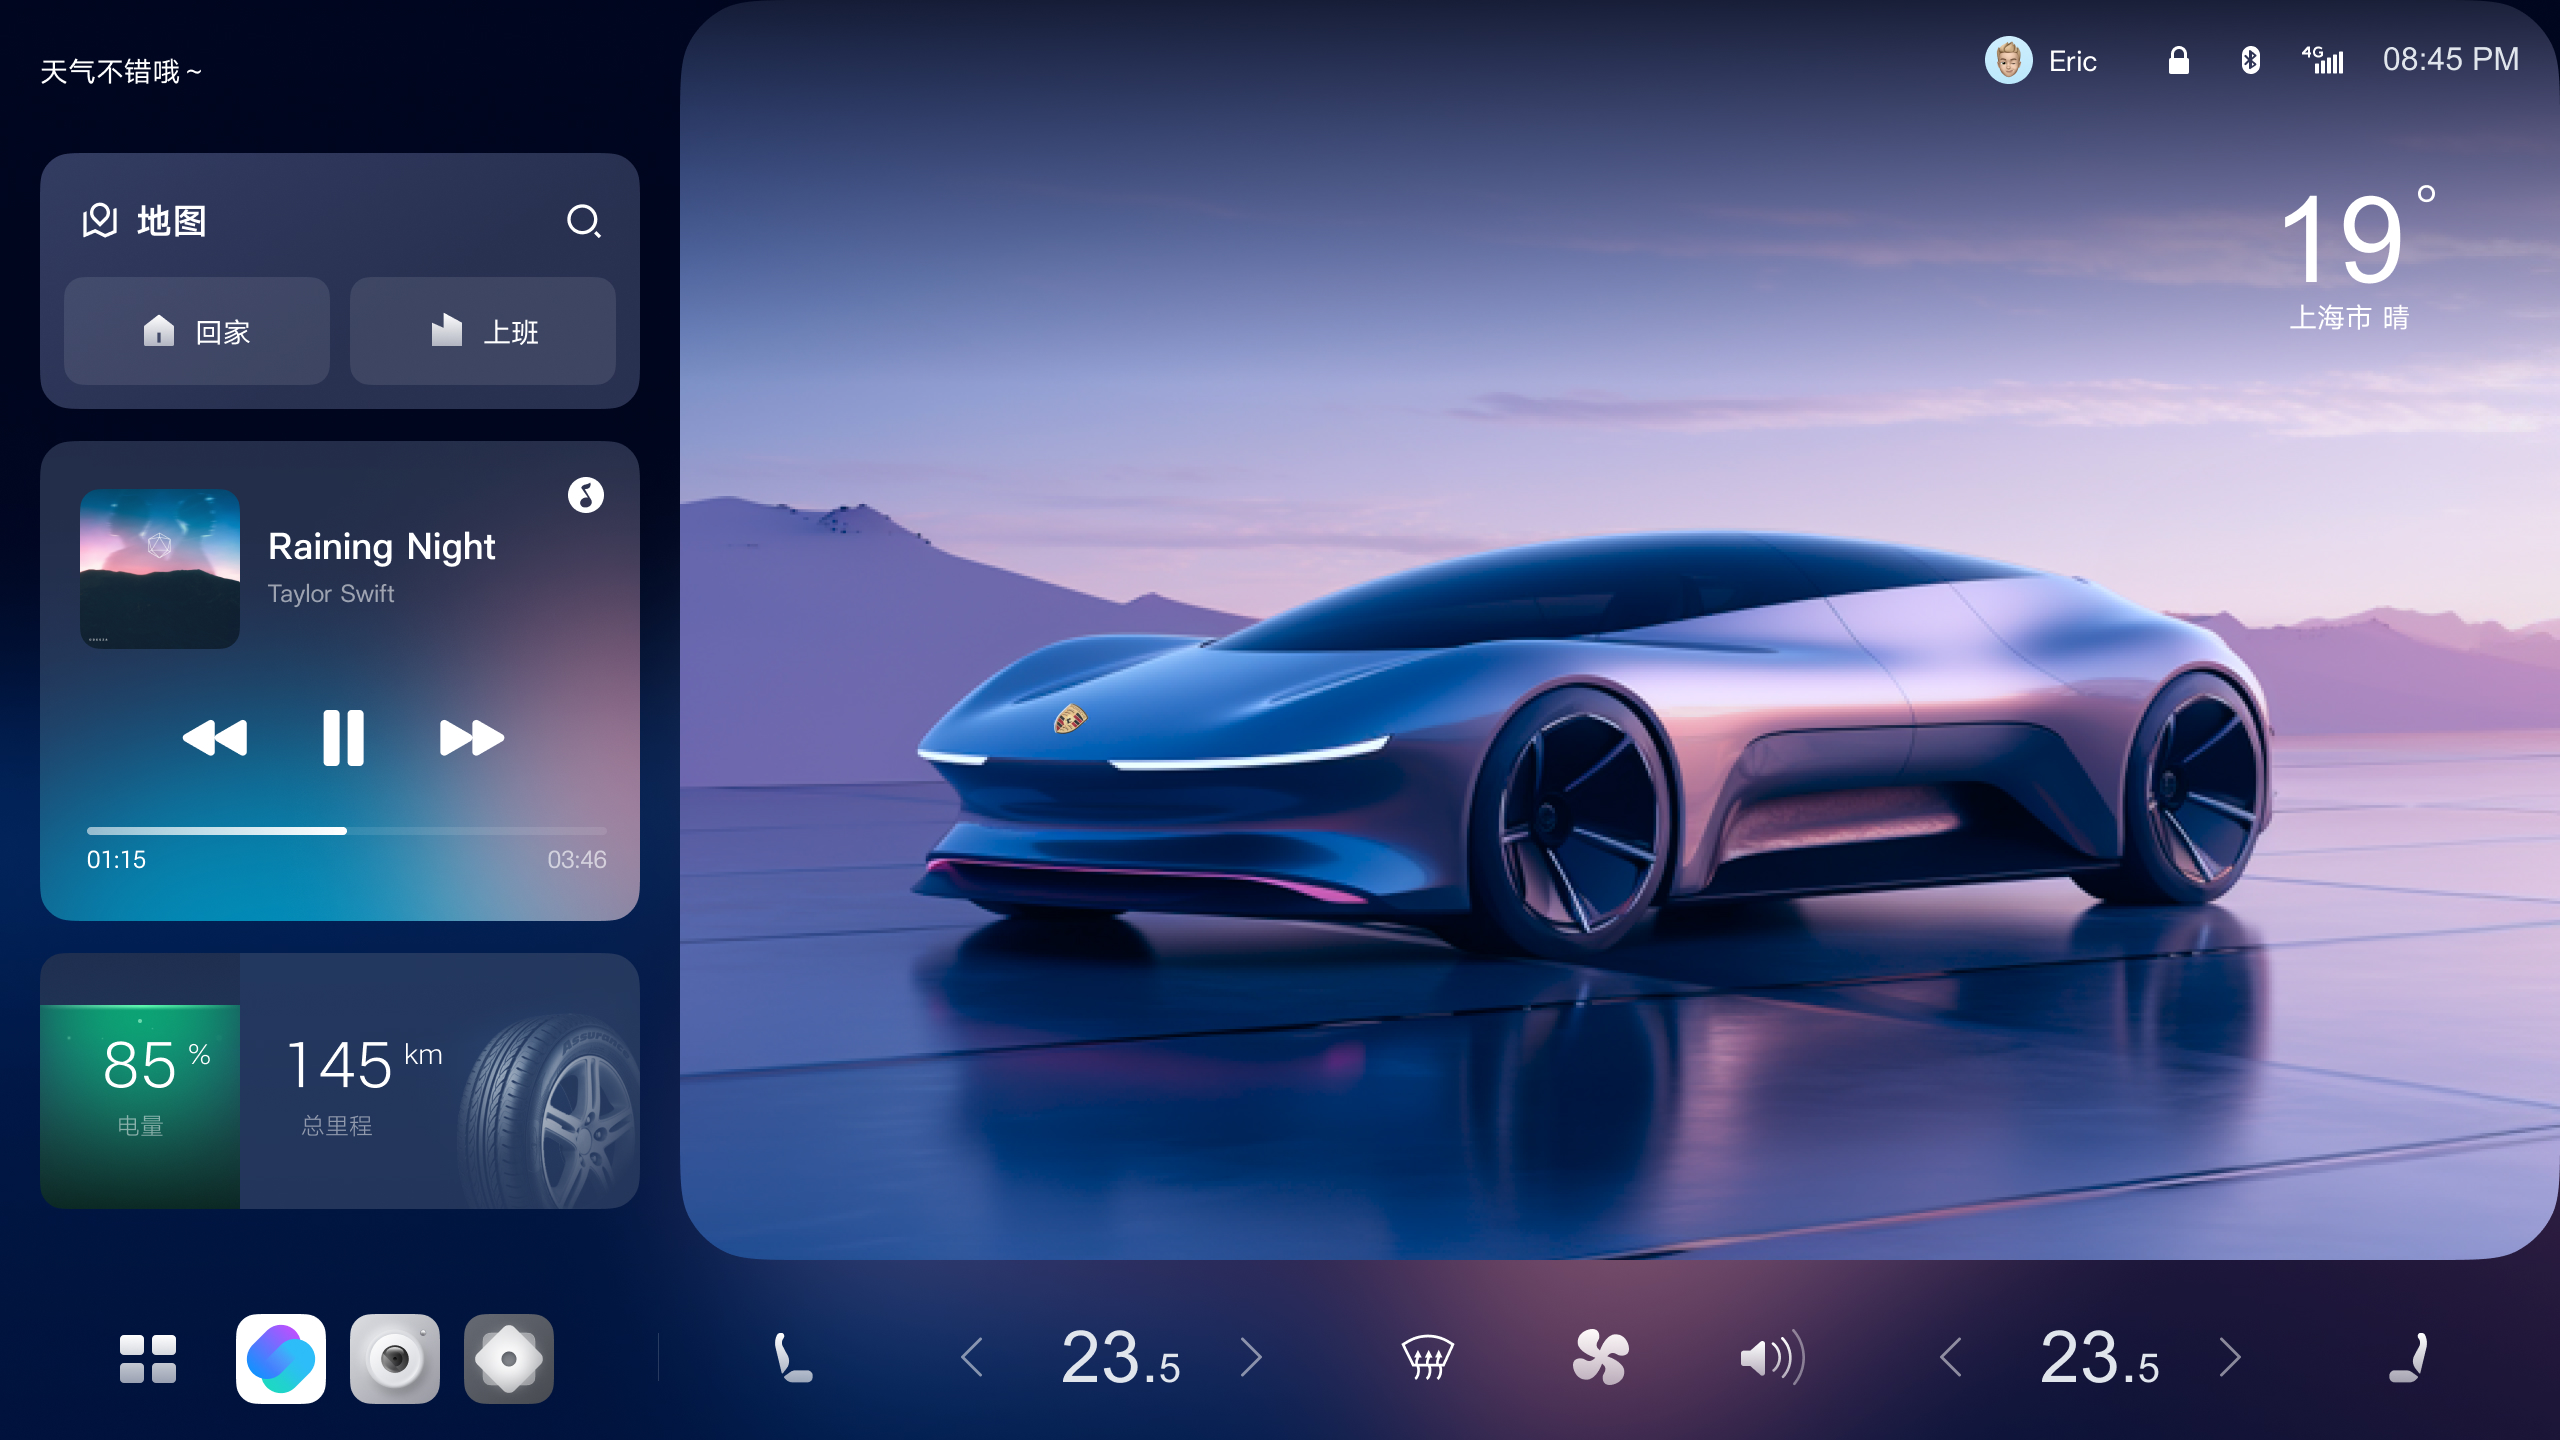 天气不错哦～
Eric
4G
08:45 PM
19°
上海市 晴
地图
回家
上班
Raining Night
Taylor Swift
01:15
03:46
85 %
电量
145 km
总里程
Assurance
23.5
23.5